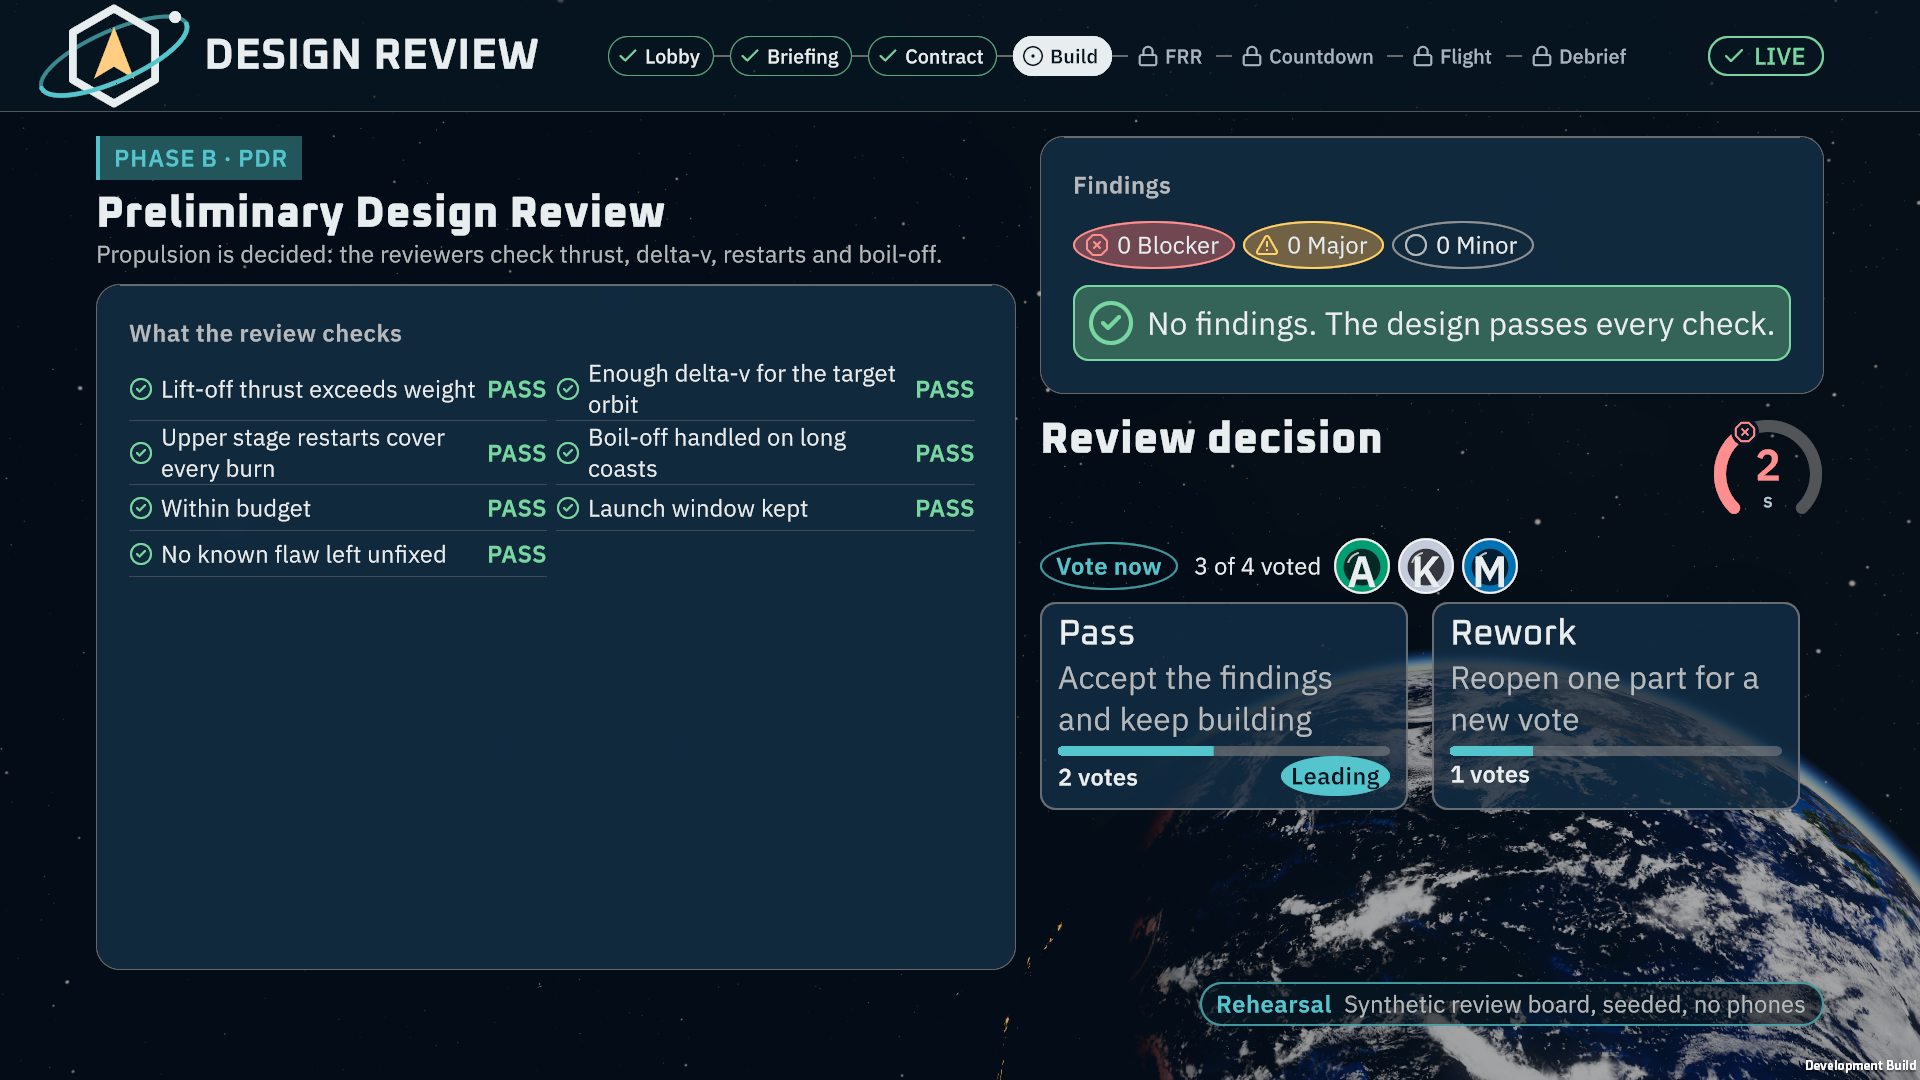 DESIGN REVIEW
Lobby
Briefing
Contract
Build
FRR
Countdown
Flight
Debrief
LIVE
PHASE B · PDR
Preliminary Design Review
Propulsion is decided: the reviewers check thrust, delta-v, restarts and boil-off.
What the review checks
Lift-off thrust exceeds weight PASS
Enough delta-v for the target
orbit
PASS
Upper stage restarts cover
every burn
PASS
Boil-off handled on long
coasts
PASS
Within budget PASS
Launch window kept PASS
No known flaw left unfixed PASS
Findings
0 Blocker
0 Major
0 Minor
No findings. The design passes every check.
Review decision
2
s
Vote now
3 of 4 voted
A
K
M
Pass
Accept the findings
and keep building
2 votes
Leading
Rework
Reopen one part for a
new vote
1 votes
Rehearsal Synthetic review board, seeded, no phones
Development Build